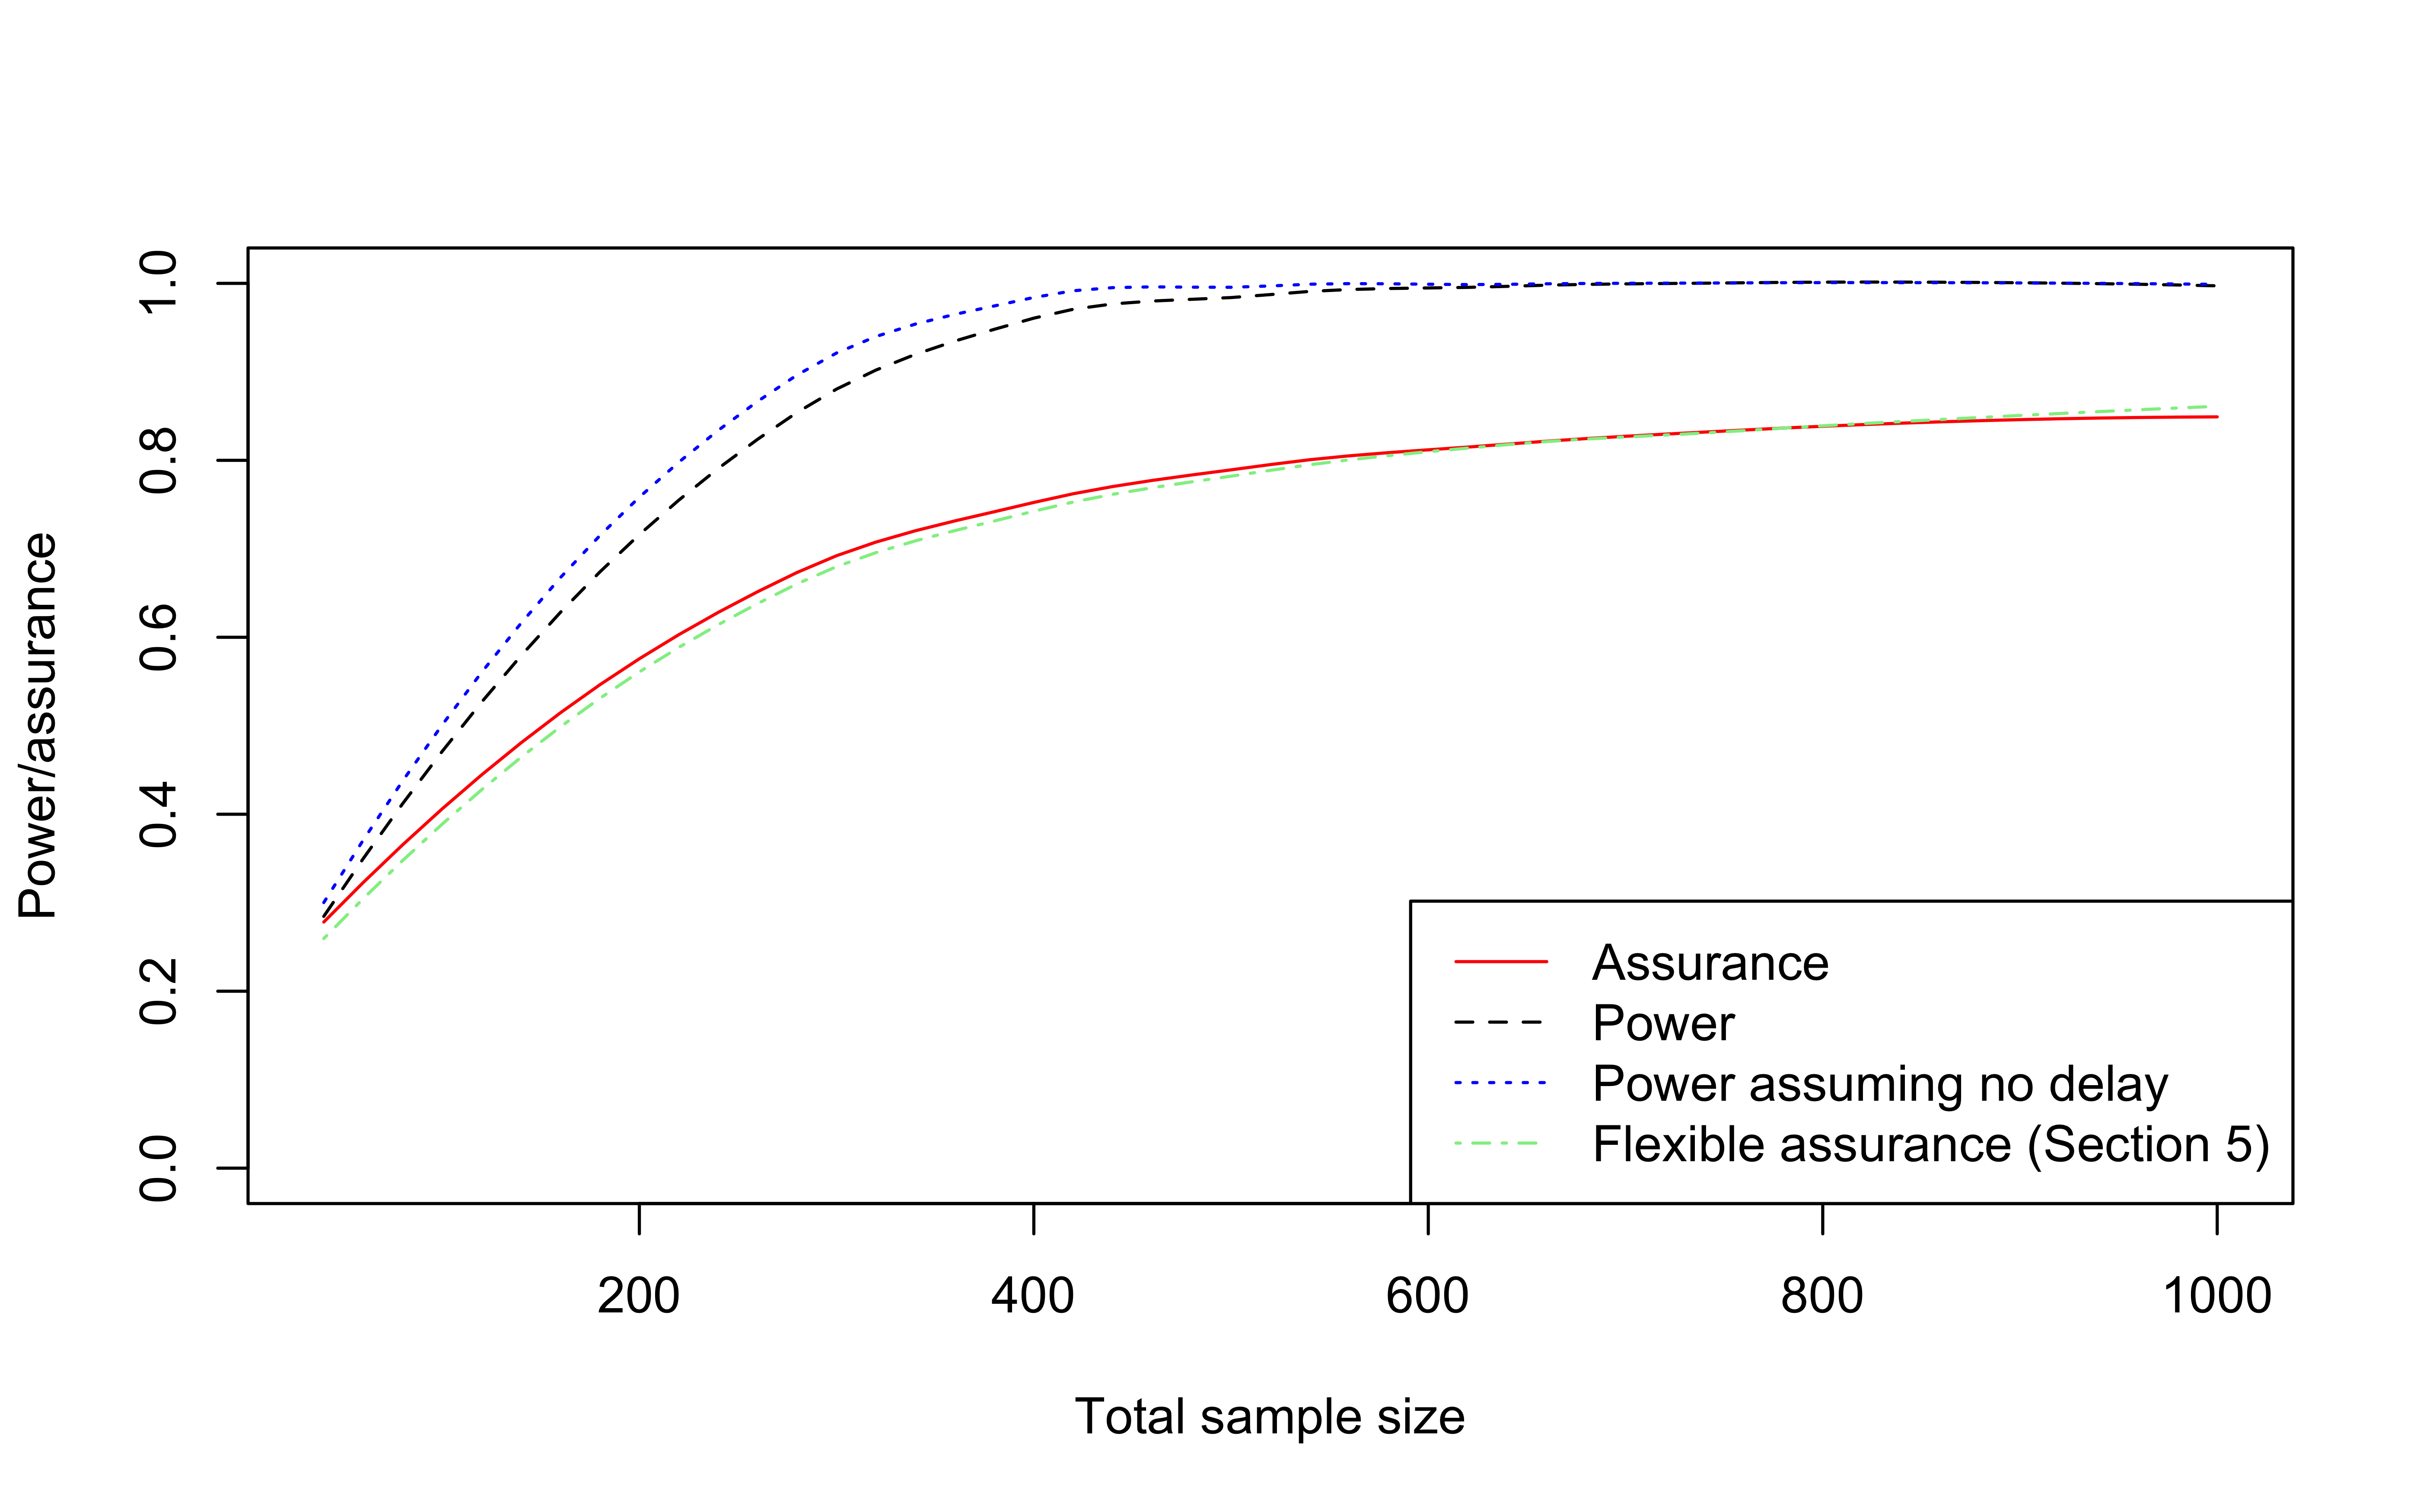 1.0
0.8
0.6
0.4
0.2
0.0
Power/assurance
Assurance
Power
Power assuming no delay
Flexible assurance (Section 5)
200 400 600 800 1000
Total sample size